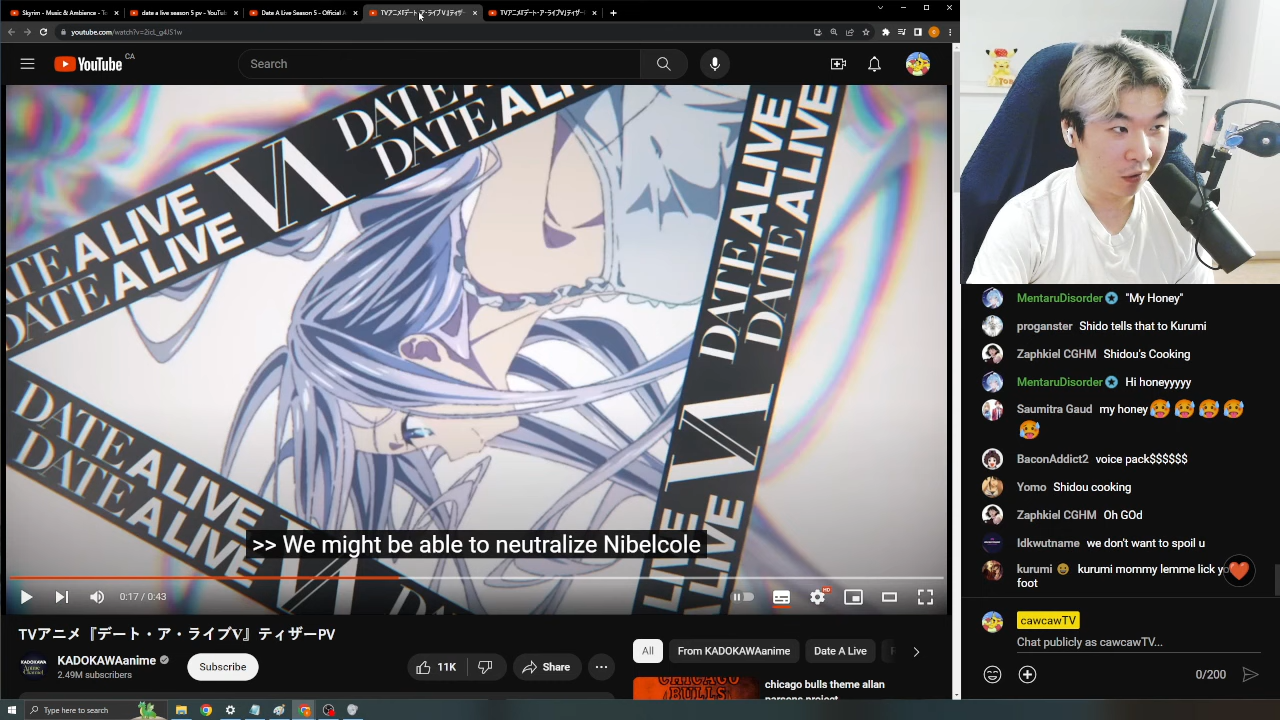 Skyrim - Music & Ambience - To
date a live season 5 pv - YouTub
Date A Live Season 5 - Official A
TVアニメ『デート・ア・ライブV』ティザー
TVアニメ『デート・ア・ライブV』ティザー
youtube.com/watch?v=2icl_g4JS1w
YouTube CA
Search
DATE A LIVE V
DATE A LIVE
DATE A LIVE
DATE A LIVE
DATE A LIVE
DATE A LIVE
DATE A LIVE
DATE A LIVE
>> We might be able to neutralize Nibelcole
0:17 / 0:43
HD
TVアニメ『デート・ア・ライブV』ティザーPV
KADOKAWAanime
2.49M subscribers
Subscribe
11K
Share
All
From KADOKAWAanime
Date A Live
CHICAGO
BULLS
chicago bulls theme allan
parsons project
MentaruDisorder "My Honey"
proganster Shido tells that to Kurumi
Zaphkiel CGHM Shidou's Cooking
MentaruDisorder Hi honeyyyyy
Saumitra Gaud my honey🥵🥵🥵🥵
🥵
BaconAddict2 voice pack$$$$$$
Yomo Shidou cooking
Zaphkiel CGHM Oh GOd
Idkwutname we don't want to spoil u
kurumi kurumi mommy lemme lick yo
foot
cawcawTV
Chat publicly as cawcawTV...
0/200
Type here to search